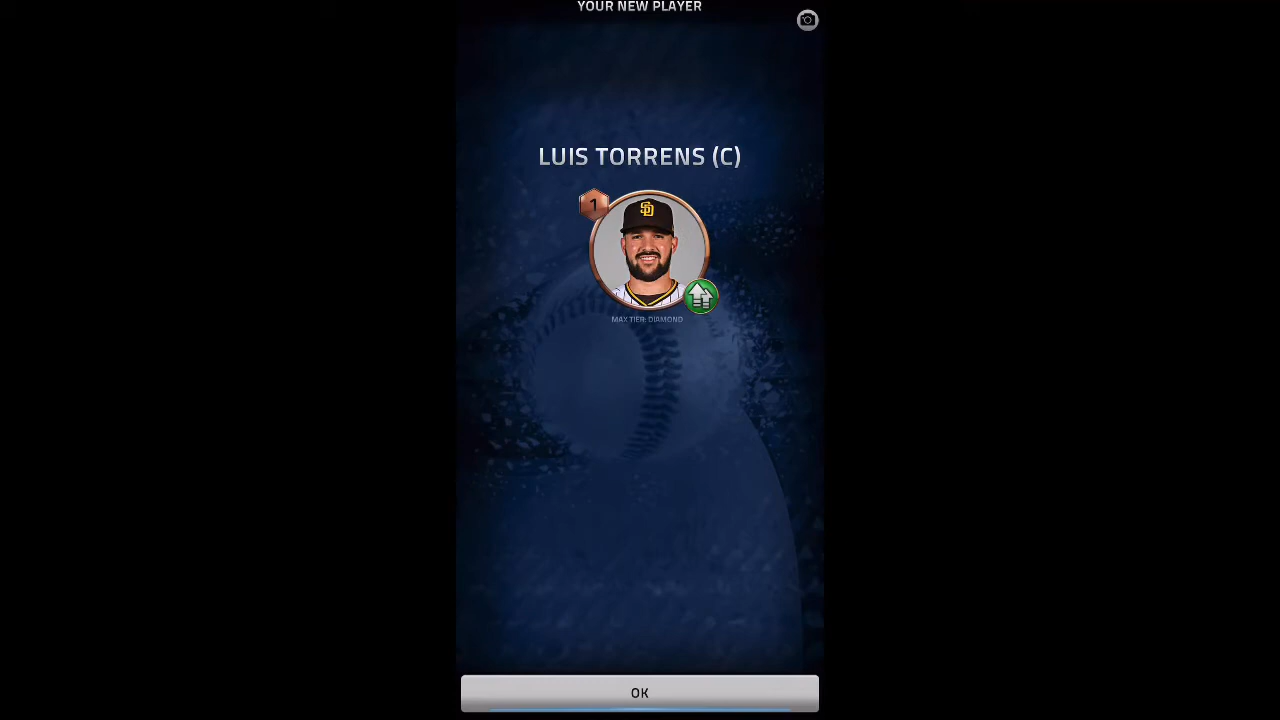 YOUR NEW PLAYER
LUIS TORRENS (C)
1
SD
MAX TIER: DIAMOND
OK